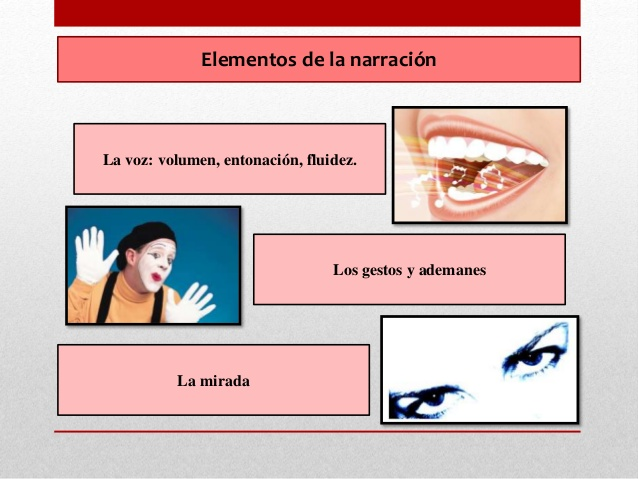 Elementos de la narración
La voz: volumen, entonación, fluidez.
Los gestos y ademanes
La mirada